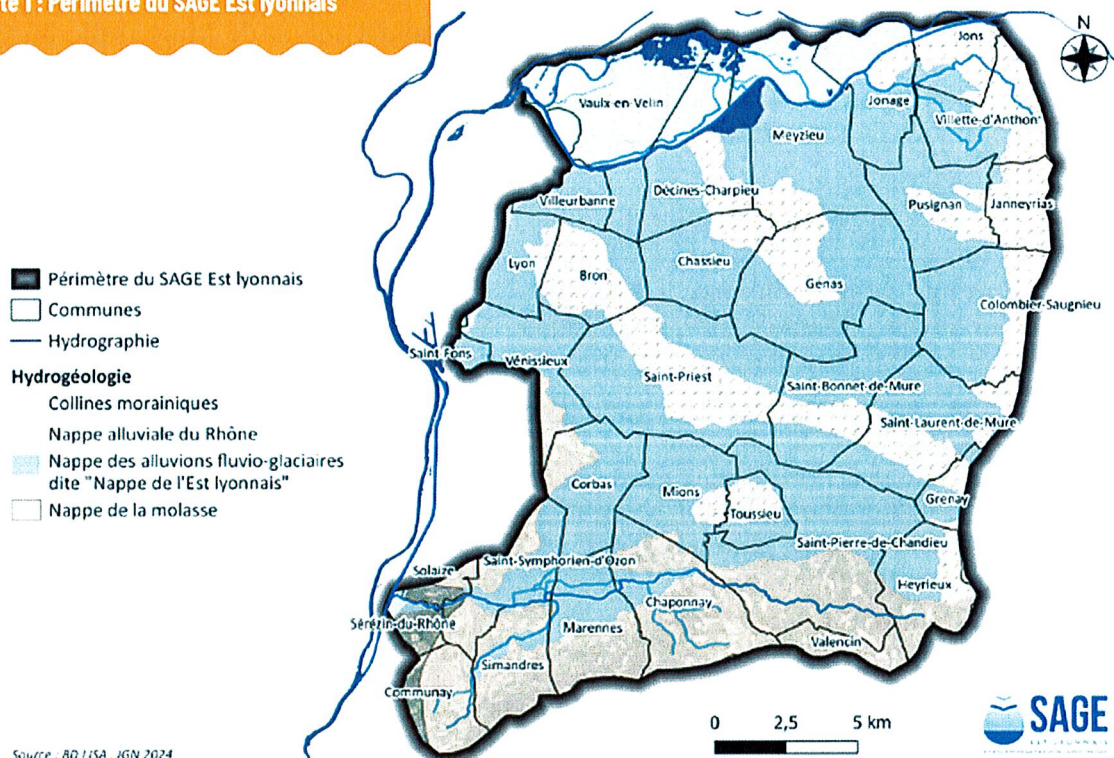 te 1 : Périmètre du SAGE Est lyonnais
N
Jons
Vaulx-en-Velin
Jonage
Villette-d'Anthon
Meyzieu
Décines-Charpieu
Villeurbanne
Pusignan
Janneyrias
Lyon
Bron
Chassieu
Genas
Colombier-Saugnieu
Périmètre du SAGE Est lyonnais
Communes
Hydrographie
Hydrogéologie
Collines morainiques
Nappe alluviale du Rhône
Nappe des alluvions fluvio-glaciaires
dite "Nappe de l'Est lyonnais"
Nappe de la molasse
Saint-Fons
Vénissieux
Saint-Priest
Saint-Bonnet-de-Mure
Saint-Laurent-de-Mure
Corbas
Mions
Toussieu
Grenay
Saint-Pierre-de-Chandieu
Saint-Symphorien-d'Ozon
Solaize
Heyrieux
Sérézin-du-Rhône
Chaponnay
Marennes
Valencin
Simandres
Communay
0 2,5 5 km
SAGE
EST LYONNAIS
Source : BD LISA, IGN 2024